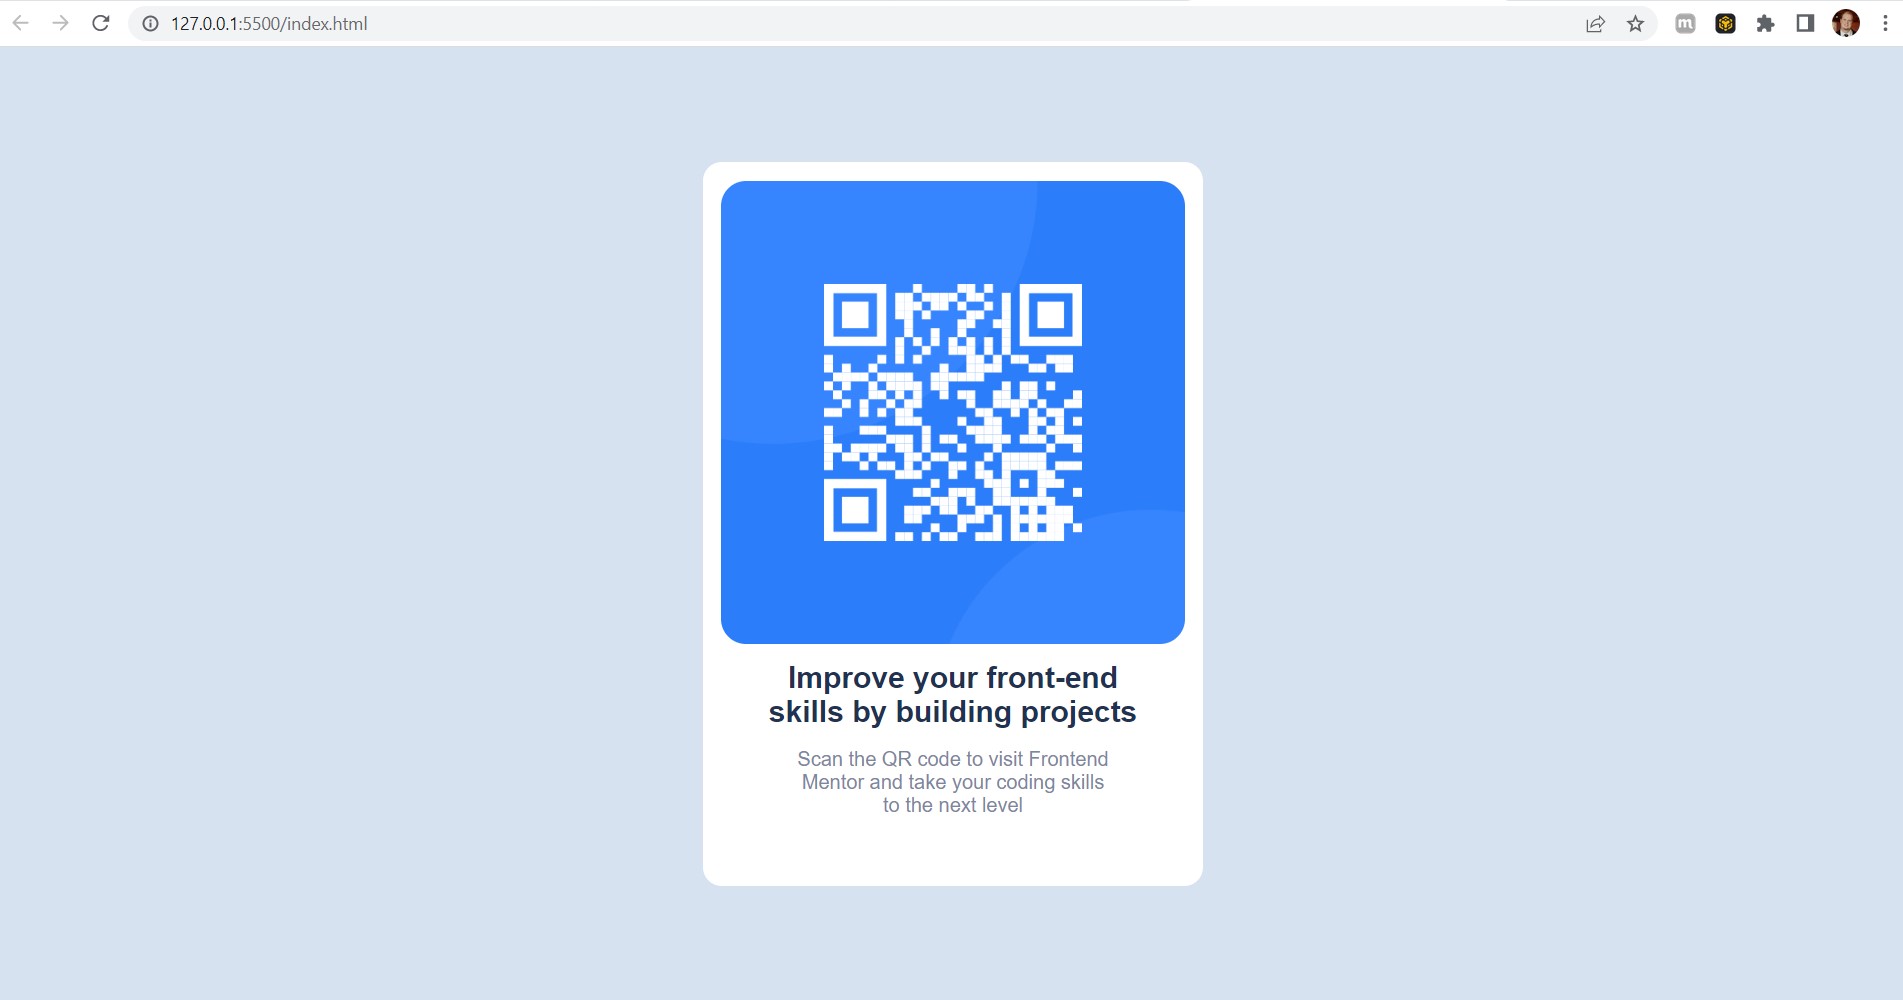 127.0.0.1:5500/index.html
m
Improve your front-end
skills by building projects
Scan the QR code to visit Frontend
Mentor and take your coding skills
to the next level